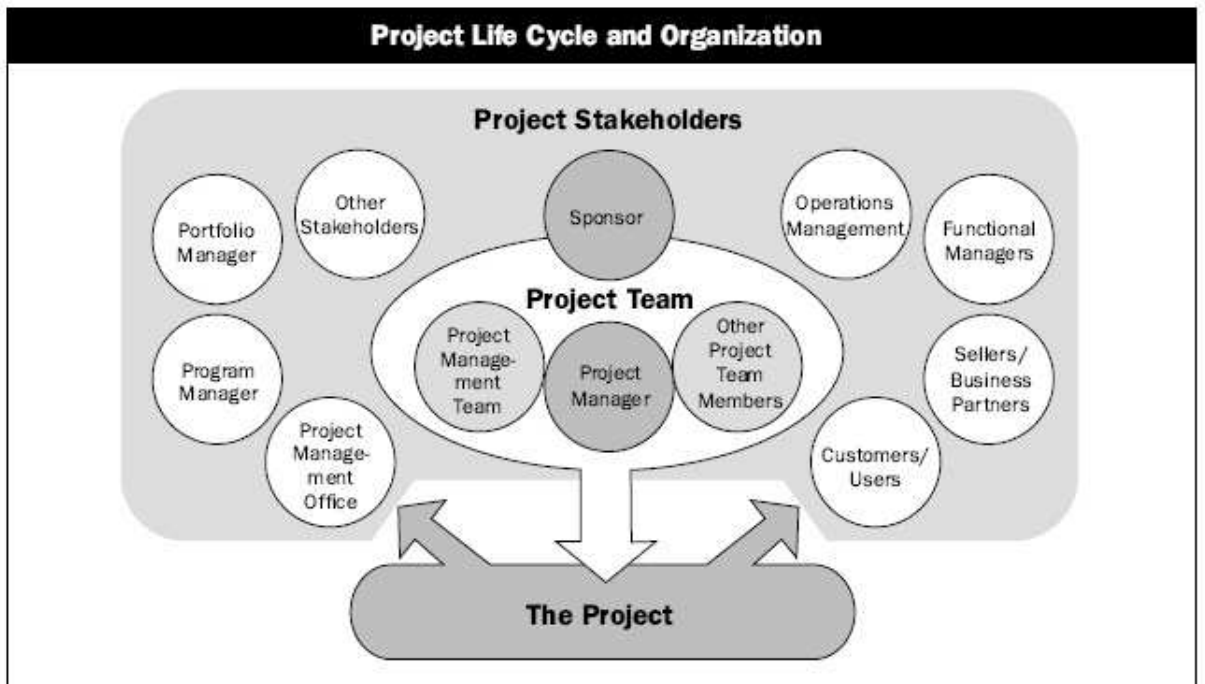 Project Life Cycle and Organization
Project Stakeholders
Portfolio
Manager
Other
Stakeholders
Sponsor
Operations
Management
Functional
Managers
Program
Manager
Project
Manage-
ment
Office
Project Team
Project
Manage-
ment
Team
Project
Manager
Other
Project
Team
Members
Sellers/
Business
Partners
Customers/
Users
The Project